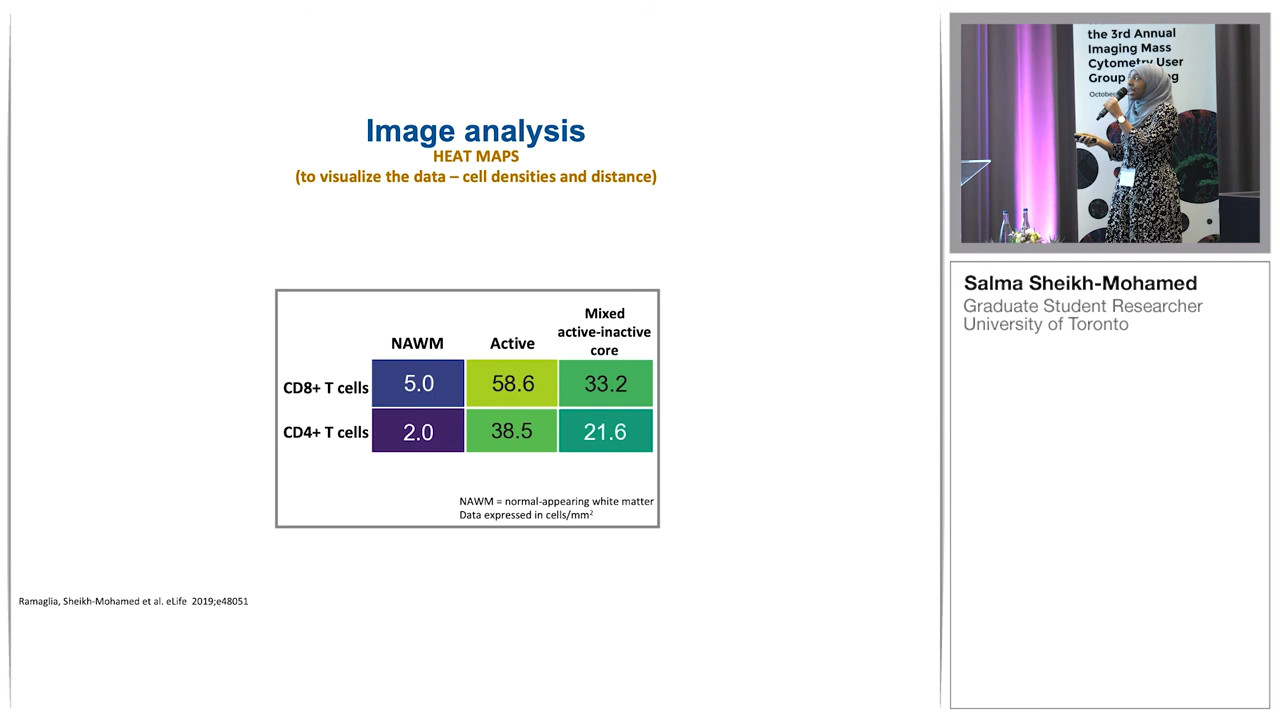 Image analysis
HEAT MAPS
(to visualize the data – cell densities and distance)
Mixed
active-inactive
core
NAWM Active
CD8+ T cells 5.0 58.6 33.2
CD4+ T cells 2.0 38.5 21.6
NAWM = normal-appearing white matter
Data expressed in cells/mm²
Ramaglia, Sheikh-Mohamed et al. eLife 2019;e48051
the 3rd Annual
Imaging Mass
Cytometry User
Group
Salma Sheikh-Mohamed
Graduate Student Researcher
University of Toronto